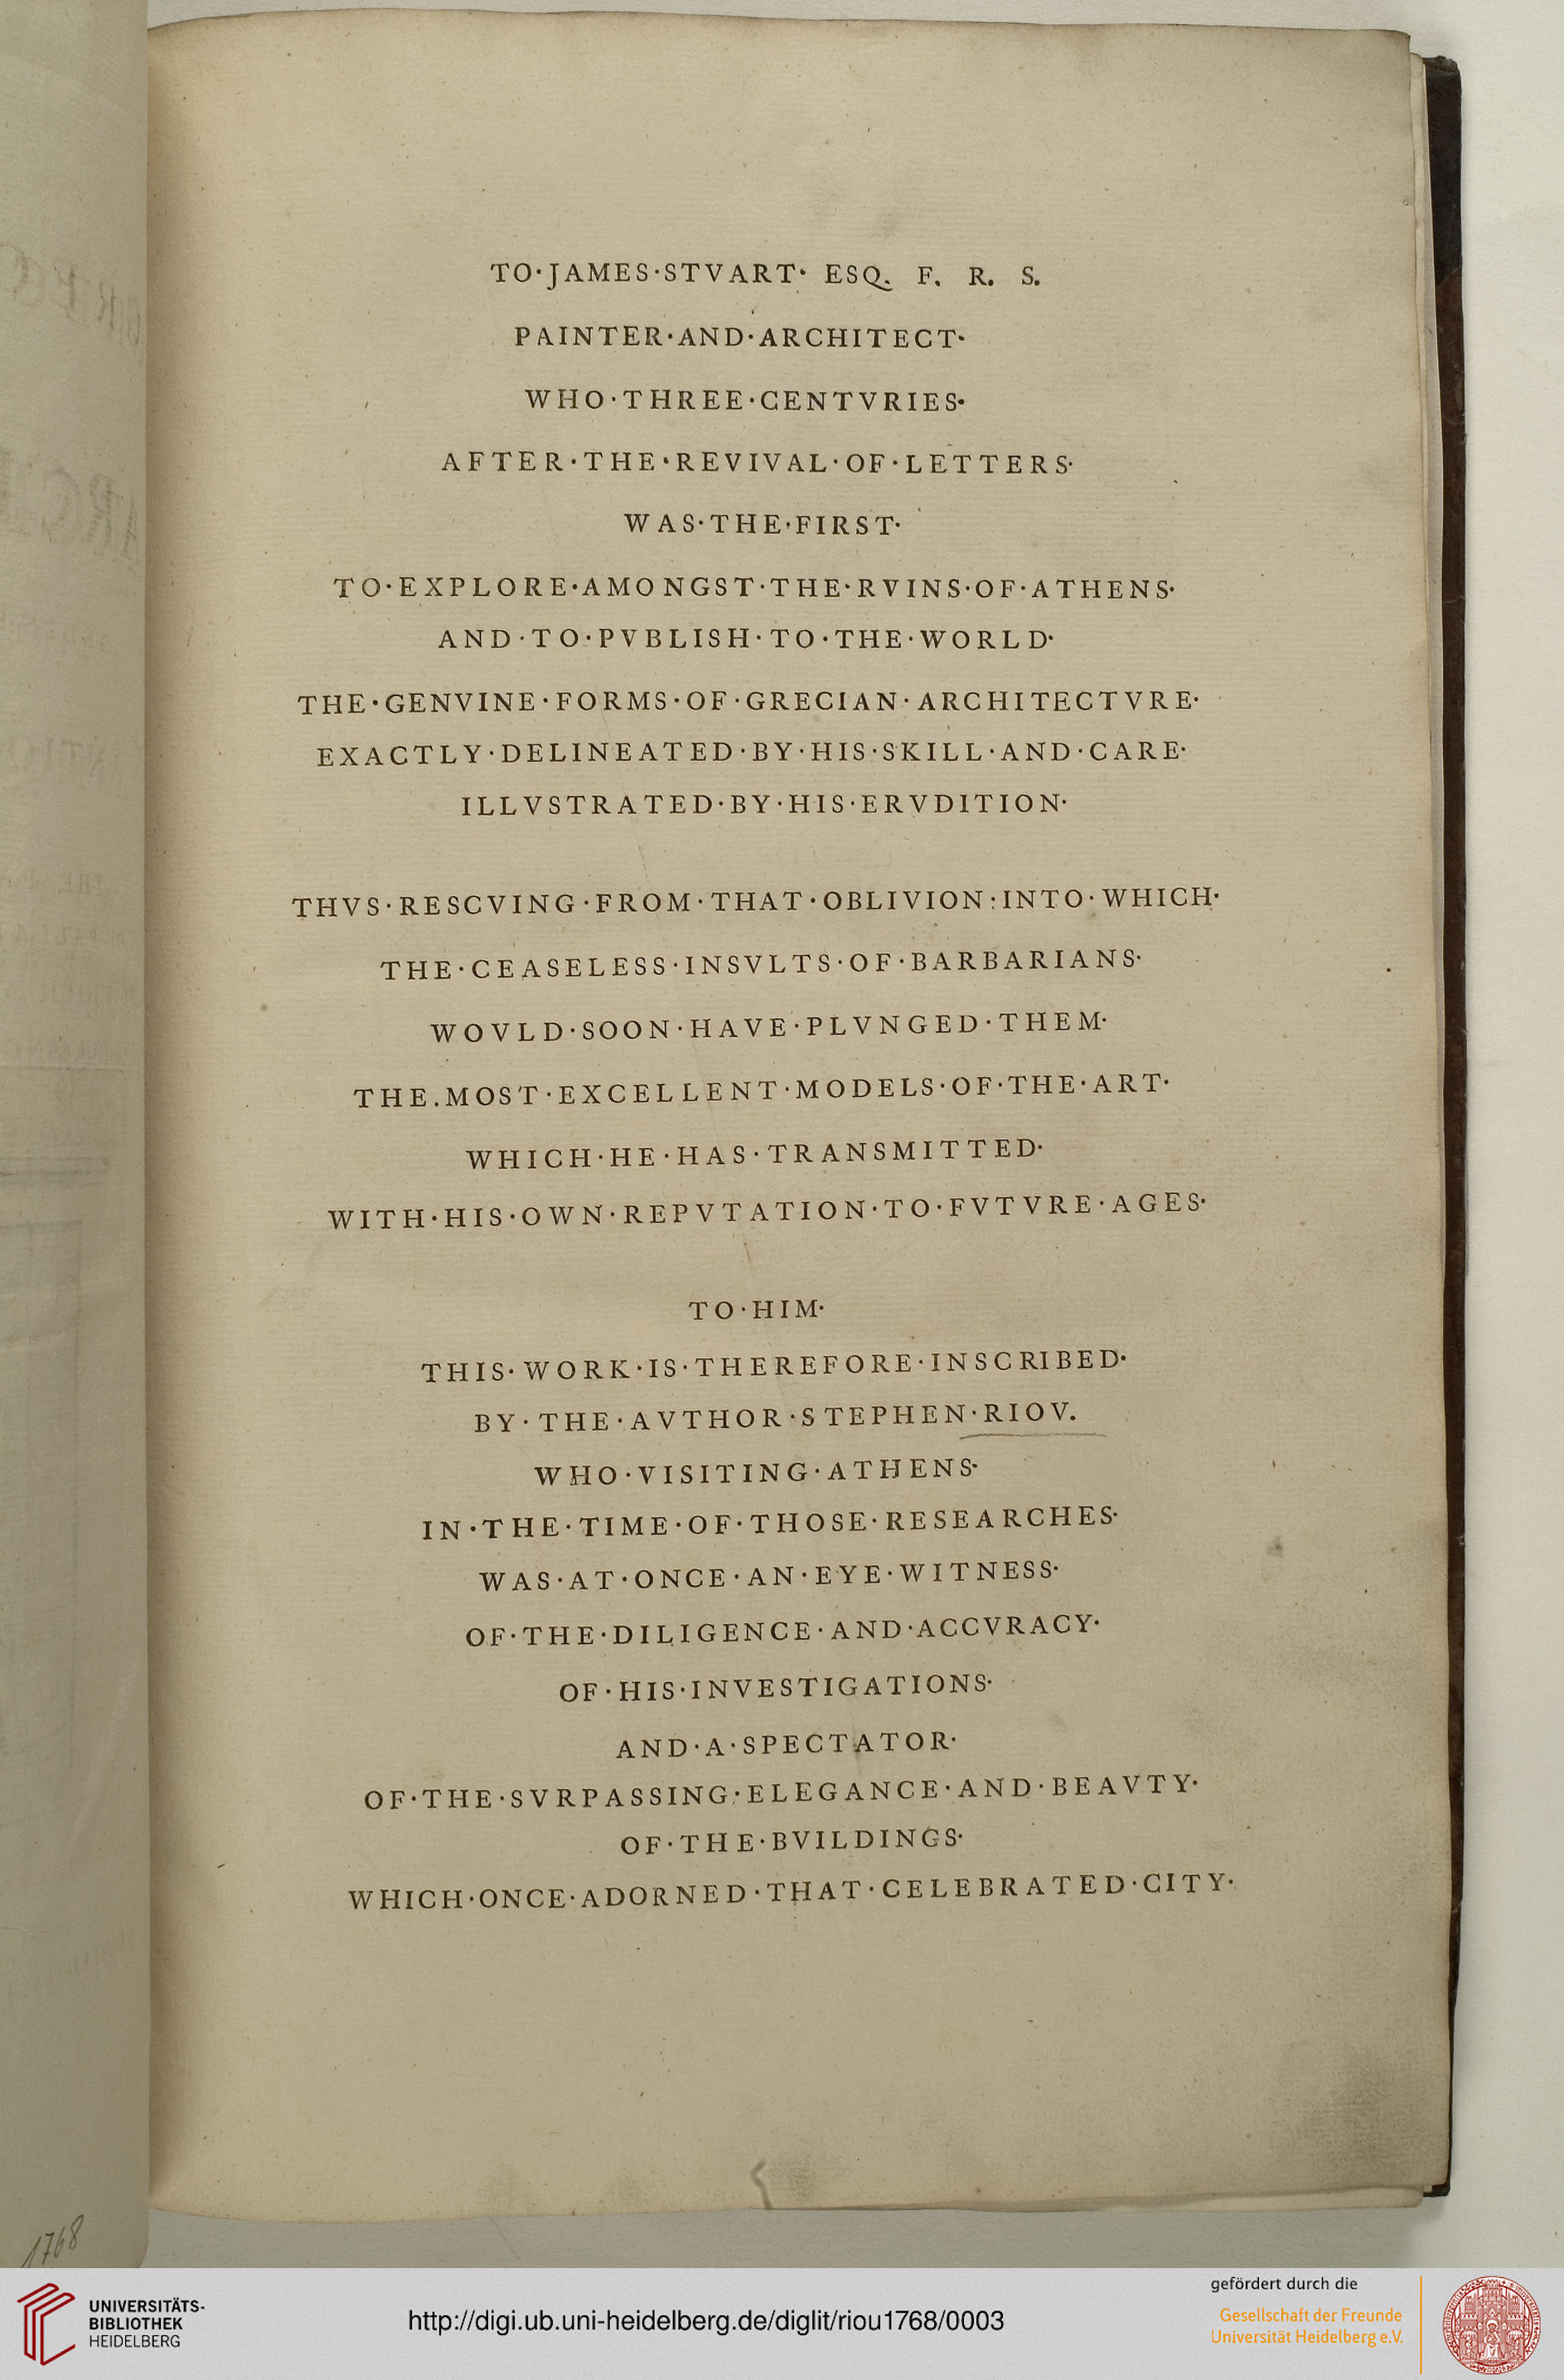 TO·JAMES·STVART· ESQ. F. R. S.
PAINTER·AND·ARCHITECT·
WHO·THREE·CENTVRIES·
AFTER·THE·REVIVAL·OF·LETTERS·
WAS·THE·FIRST·
TO·EXPLORE·AMONGST·THE·RVINS·OF·ATHENS·
AND·TO·PVBLISH·TO·THE·WORLD·
THE·GENVINE·FORMS·OF·GRECIAN·ARCHITECTVRE·
EXACTLY·DELINEATED·BY·HIS·SKILL·AND·CARE·
ILLVSTRATED·BY·HIS·ERVDITION·
THVS·RESCVING·FROM·THAT·OBLIVION:INTO·WHICH·
THE·CEASELESS·INSVLTS·OF·BARBARIANS·
WOVLD·SOON·HAVE·PLVNGED·THEM·
THE.MOST·EXCELLENT·MODELS·OF·THE·ART·
WHICH·HE·HAS·TRANSMITTED·
WITH·HIS·OWN·REPVTATION·TO·FVTVRE·AGES·
TO·HIM·
THIS·WORK·IS·THEREFORE·INSCRIBED·
BY·THE·AVTHOR·STEPHEN·RIOV.
WHO·VISITING·ATHENS·
IN·THE·TIME·OF·THOSE·RESEARCHES·
WAS·AT·ONCE·AN·EYE·WITNESS·
OF·THE·DILIGENCE·AND·ACCVRACY·
OF·HIS·INVESTIGATIONS·
AND·A·SPECTATOR·
OF·THE·SVRPASSING·ELEGANCE·AND·BEAVTY·
OF·THE·BVILDINGS·
WHICH·ONCE·ADORNED·THAT·CELEBRATED·CITY·
1768
UNIVERSITÄTS-
BIBLIOTHEK
HEIDELBERG
http://digi.ub.uni-heidelberg.de/diglit/riou1768/0003
gefördert durch die
Gesellschaft der Freunde
Universität Heidelberg e.V.